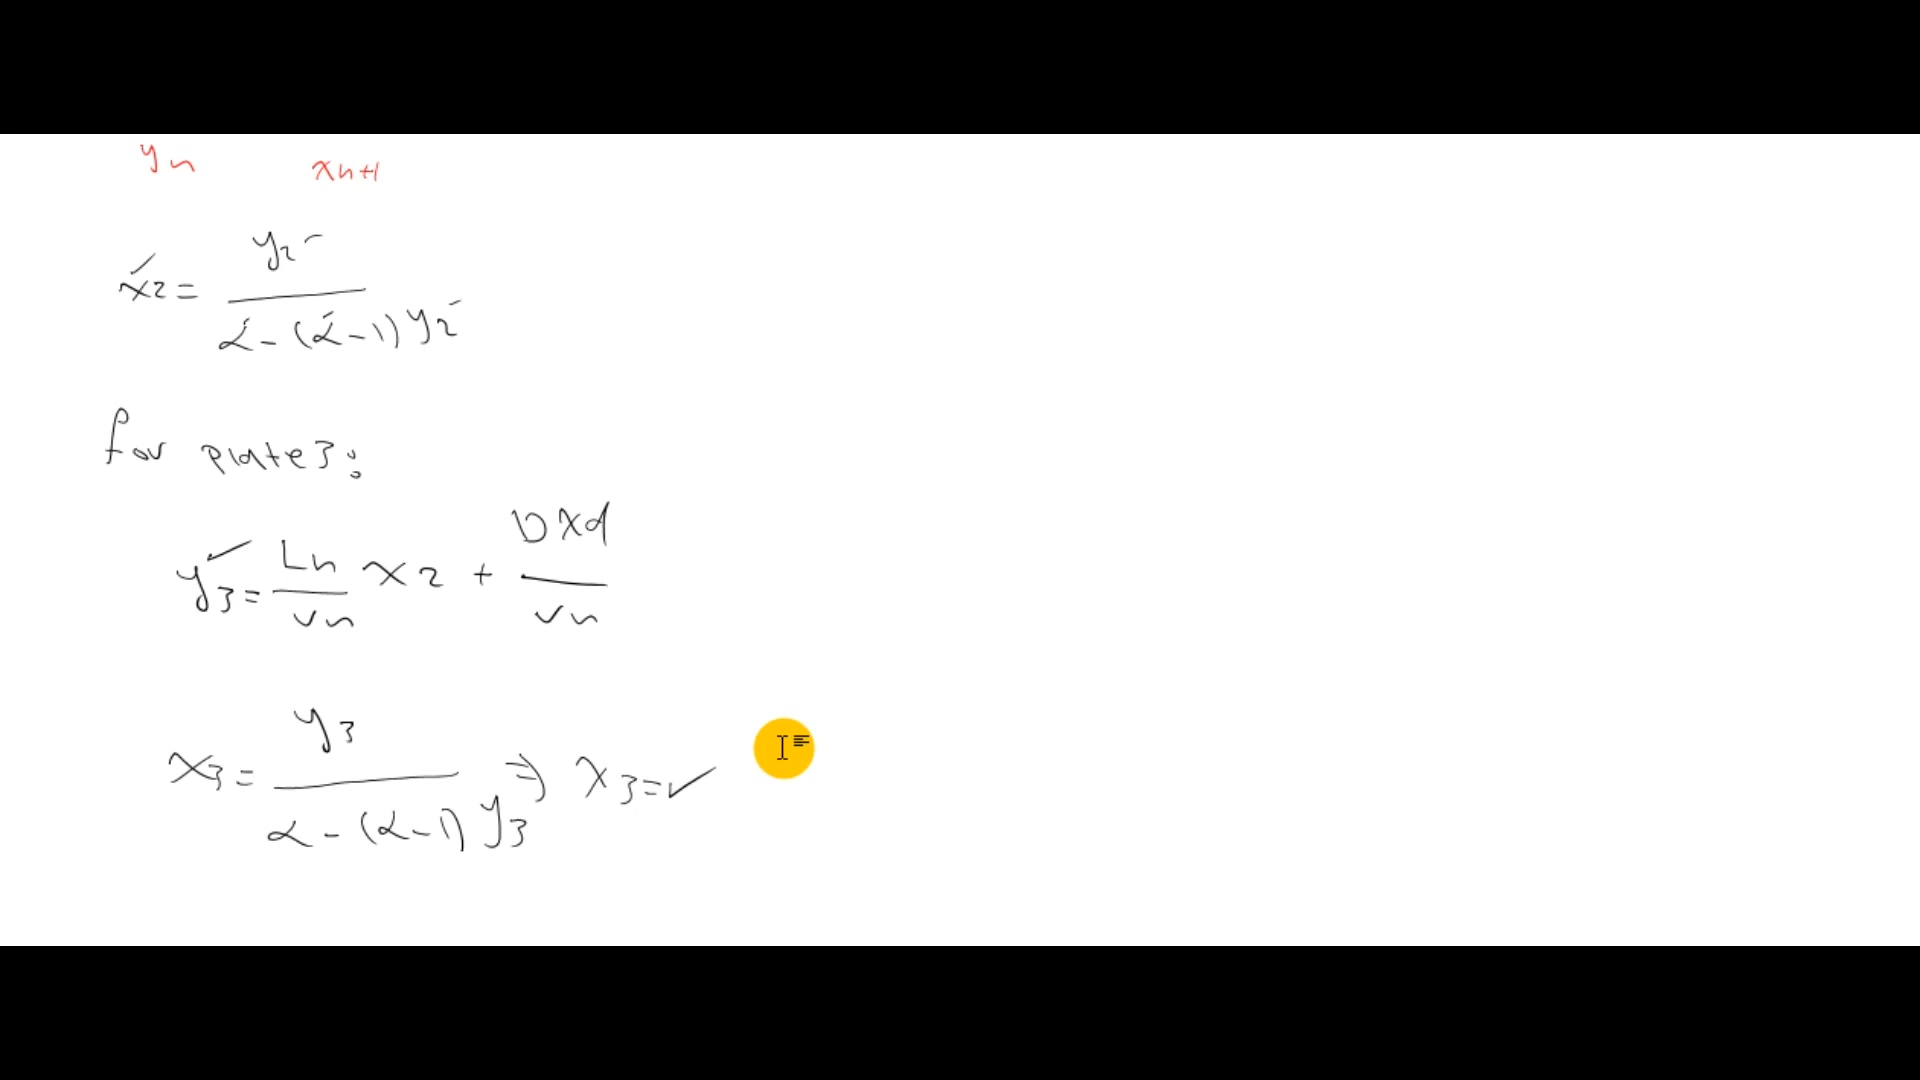 yn xn+1
x2 = y2 / α - (α - 1) y2
for plate 3:
y3 = Ln / vn x2 + Dxd / vn
x3 = y3 / α - (α - 1) y3 ⇒ x3 = ✓